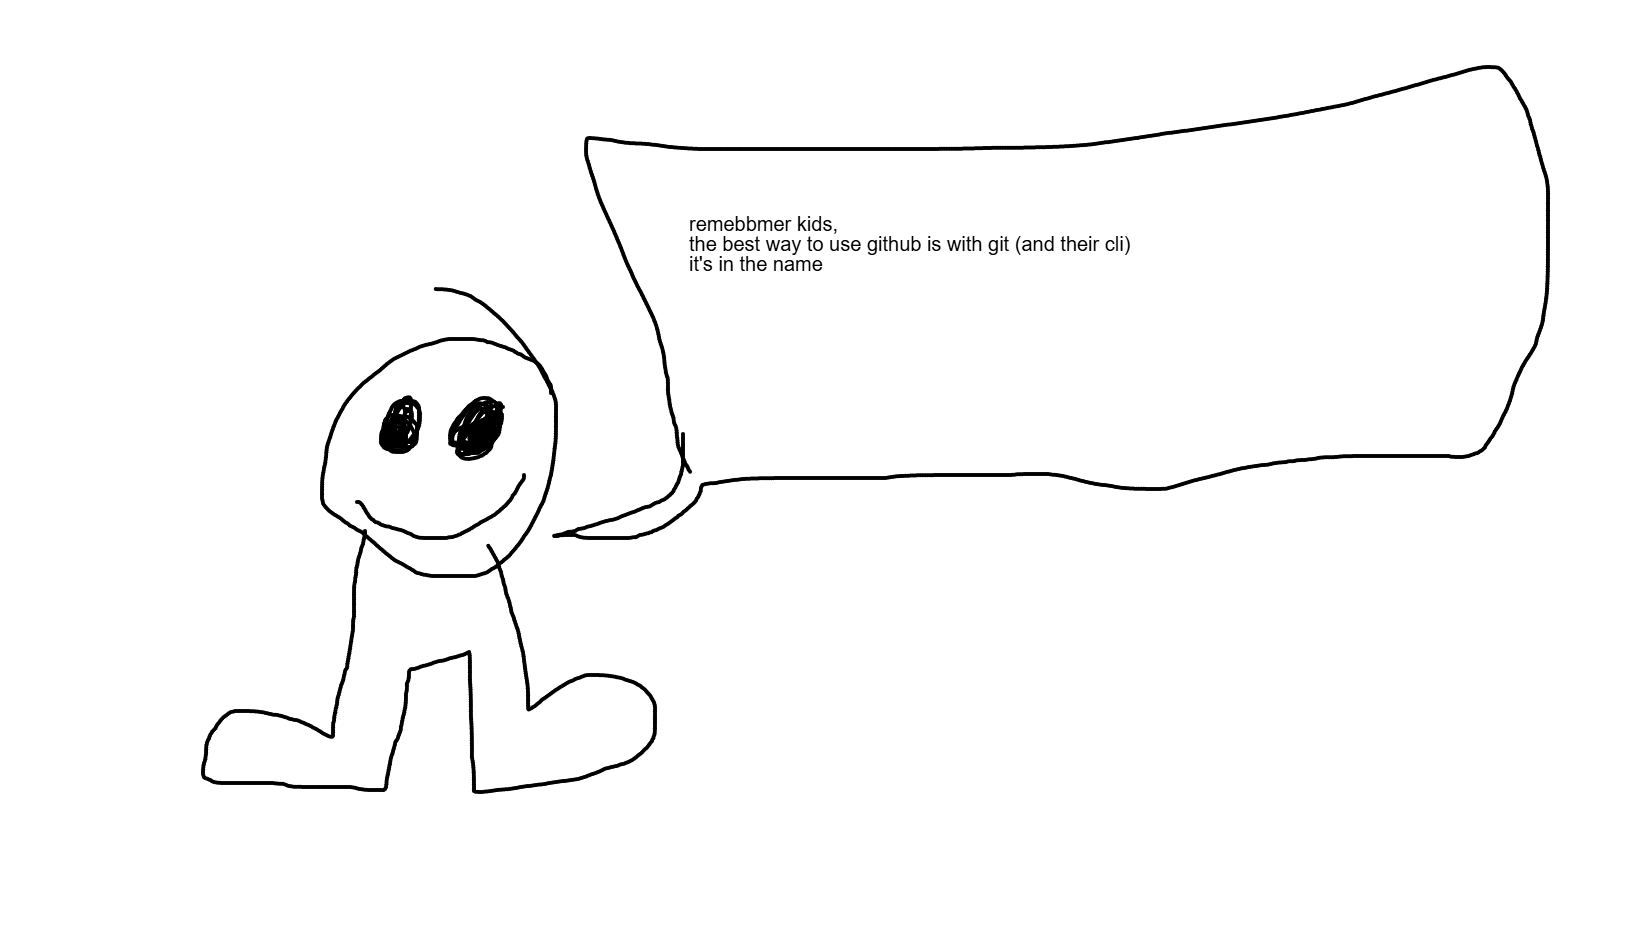 remebbmer kids,
the best way to use github is with git (and their cli)
it's in the name